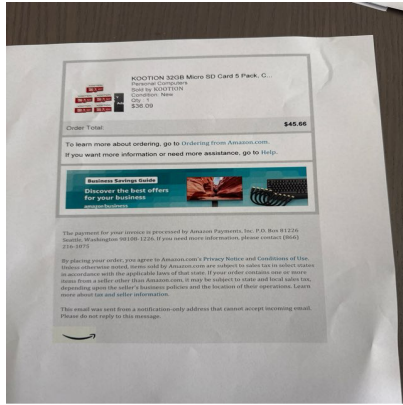 KOOTION 32GB Micro SD Card 5 Pack, C...
Personal Computers
Sold by KOOTION
Condition: New
Qty : 1
$36.09
Order Total:
$45.66
To learn more about ordering, go to Ordering from Amazon.com.
If you want more information or need more assistance, go to Help.
Business Savings Guide
Discover the best offers
for your business
amazon business
The payment for your invoice is processed by Amazon Payments, Inc. P.O. Box 81226
Seattle, Washington 98108-1226. If you need more information, please contact (866)
216-1075
By placing your order, you agree to Amazon.com's Privacy Notice and Conditions of Use.
Unless otherwise noted, items sold by Amazon.com are subject to sales tax in select states
in accordance with the applicable laws of that state. If your order contains one or more
items from a seller other than Amazon.com, it may be subject to state and local sales tax,
depending upon the seller's business policies and the location of their operations. Learn
more about tax and seller information.
This email was sent from a notification-only address that cannot accept incoming email.
Please do not reply to this message.